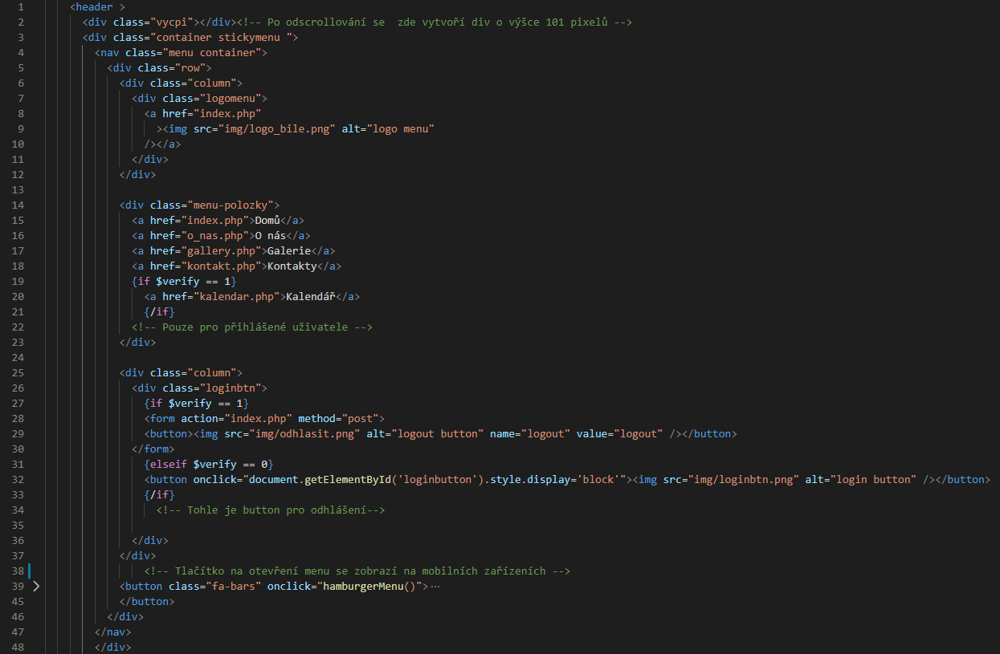 1 <header >
2 <div class="vycpi"></div><!-- Po odscrollování se  zde vytvoří div o výšce 101 pixelů -->
3 <div class="container stickymenu ">
4 <nav class="menu container">
5 <div class="row">
6 <div class="column">
7 <div class="logomenu">
8 <a href="index.php"
9 ><img src="img/logo_bile.png" alt="logo menu"
10 /></a>
11 </div>
12 </div>
13
14 <div class="menu-polozky">
15 <a href="index.php">Domů</a>
16 <a href="o_nas.php">O nás</a>
17 <a href="gallery.php">Galerie</a>
18 <a href="kontakt.php">Kontakty</a>
19 {if $verify == 1}
20 <a href="kalendar.php">Kalendář</a>
21 {/if}
22 <!-- Pouze pro přihlášené uživatele -->
23 </div>
24
25 <div class="column">
26 <div class="loginbtn">
27 {if $verify == 1}
28 <form action="index.php" method="post">
29 <button><img src="img/odhlasit.png" alt="logout button" name="logout" value="logout" /></button>
30 </form>
31 {elseif $verify == 0}
32 <button onclick="document.getElementById('loginbutton').style.display='block'"><img src="img/loginbtn.png" alt="login button" /></button>
33 {/if}
34 <!-- Tohle je button pro odhlášení-->
35
36 </div>
37 </div>
38 <!-- Tlačítko na otevření menu se zobrazí na mobilních zařízeních -->
39 <button class="fa-bars" onclick="hamburgerMenu()">⋯
45 </button>
46 </div>
47 </nav>
48 </div>